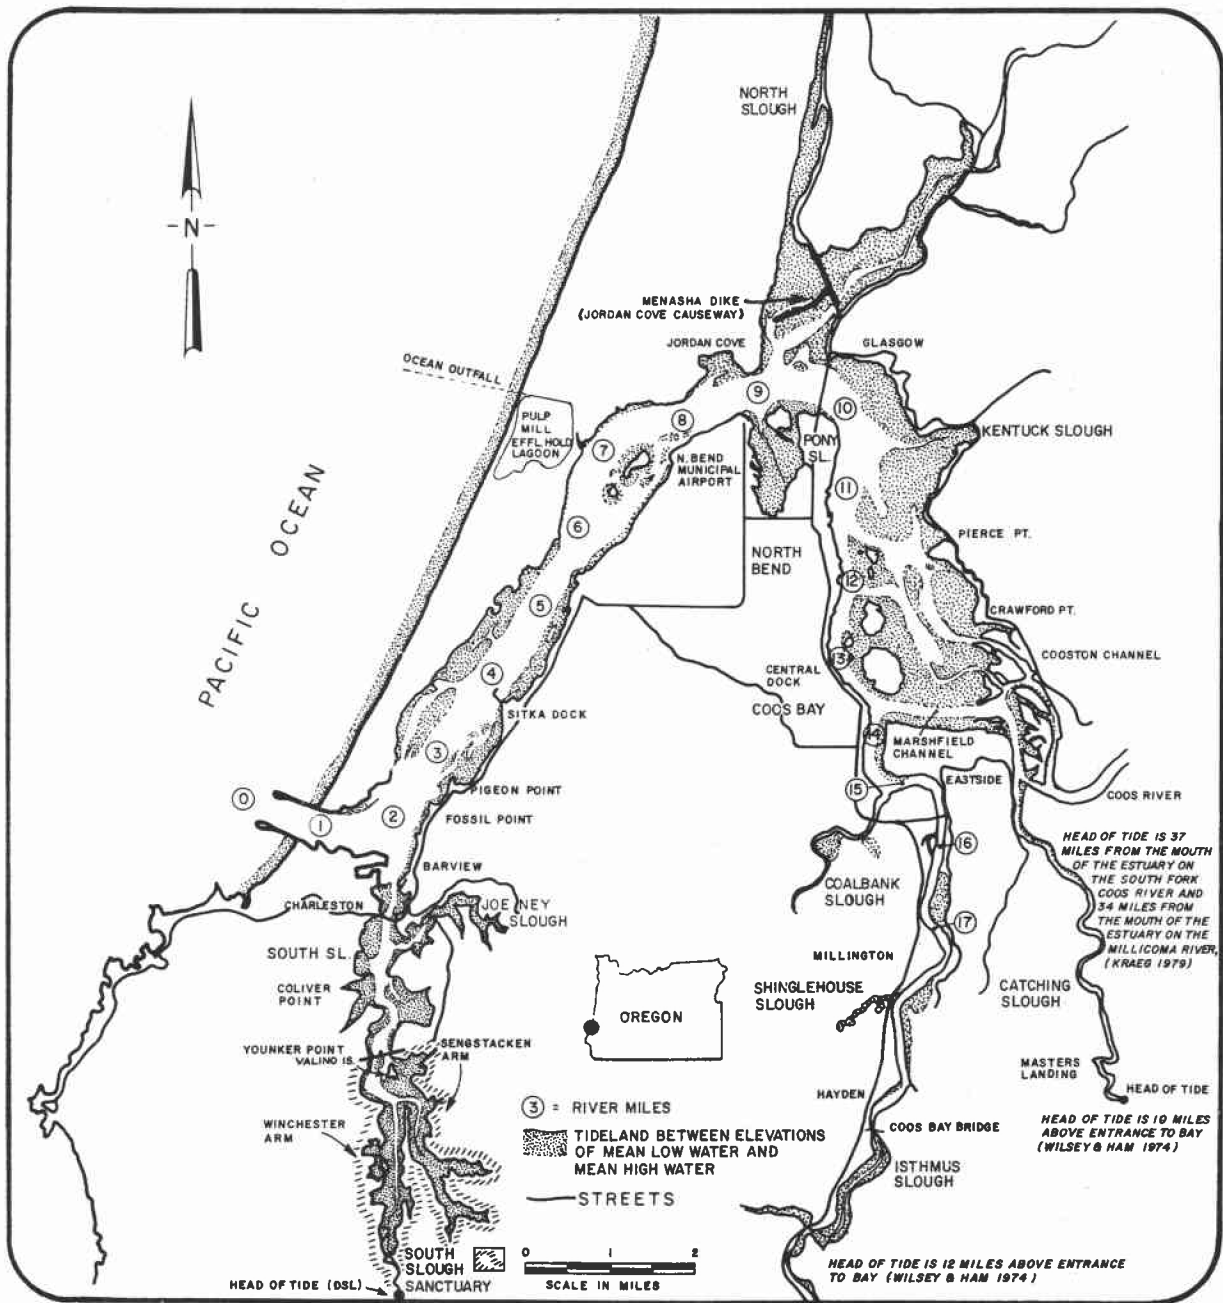 NORTH
SLOUGH
N
MENASHA DIKE
(JORDAN COVE CAUSEWAY)
JORDAN COVE
GLASGOW
OCEAN OUTFALL
PULP
MILL
EFFL. HOLD
LAGOON
9
10
8
7
PONY
SL.
KENTUCK SLOUGH
N. BEND
MUNICIPAL
AIRPORT
11
6
PIERCE PT.
PACIFIC OCEAN
NORTH
BEND
12
5
CRAWFORD PT.
COOSTON CHANNEL
13
CENTRAL
DOCK
4
COOS BAY
SITKA DOCK
14
MARSHFIELD
CHANNEL
3
EASTSIDE
15
PIGEON POINT
COOS RIVER
0
1
2
FOSSIL POINT
16
HEAD OF TIDE IS 37
MILES FROM THE MOUTH
OF THE ESTUARY ON
THE SOUTH FORK
COOS RIVER AND
34 MILES FROM
THE MOUTH OF THE
ESTUARY ON THE
MILLICOMA RIVER,
(KRAEG 1979)
BARVIEW
COALBANK
SLOUGH
CHARLESTON
JOE NEY
SLOUGH
17
SOUTH SL.
MILLINGTON
COLIVER
POINT
SHINGLEHOUSE
SLOUGH
CATCHING
SLOUGH
OREGON
YOUNKER POINT
VALINO IS.
SENGSTACKEN
ARM
MASTERS
LANDING
HEAD OF TIDE
HAYDEN
3 = RIVER MILES
WINCHESTER
ARM
COOS BAY BRIDGE
HEAD OF TIDE IS 10 MILES
ABOVE ENTRANCE TO BAY
(WILSEY & HAM 1974)
TIDELAND BETWEEN ELEVATIONS
OF MEAN LOW WATER AND
MEAN HIGH WATER
ISTHMUS
SLOUGH
STREETS
SOUTH
SLOUGH
SANCTUARY
0 1 2
SCALE IN MILES
HEAD OF TIDE (DSL)
HEAD OF TIDE IS 12 MILES ABOVE ENTRANCE
TO BAY (WILSEY & HAM 1974)